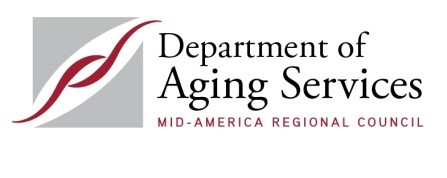 Department of
Aging Services
MID-AMERICA REGIONAL COUNCIL